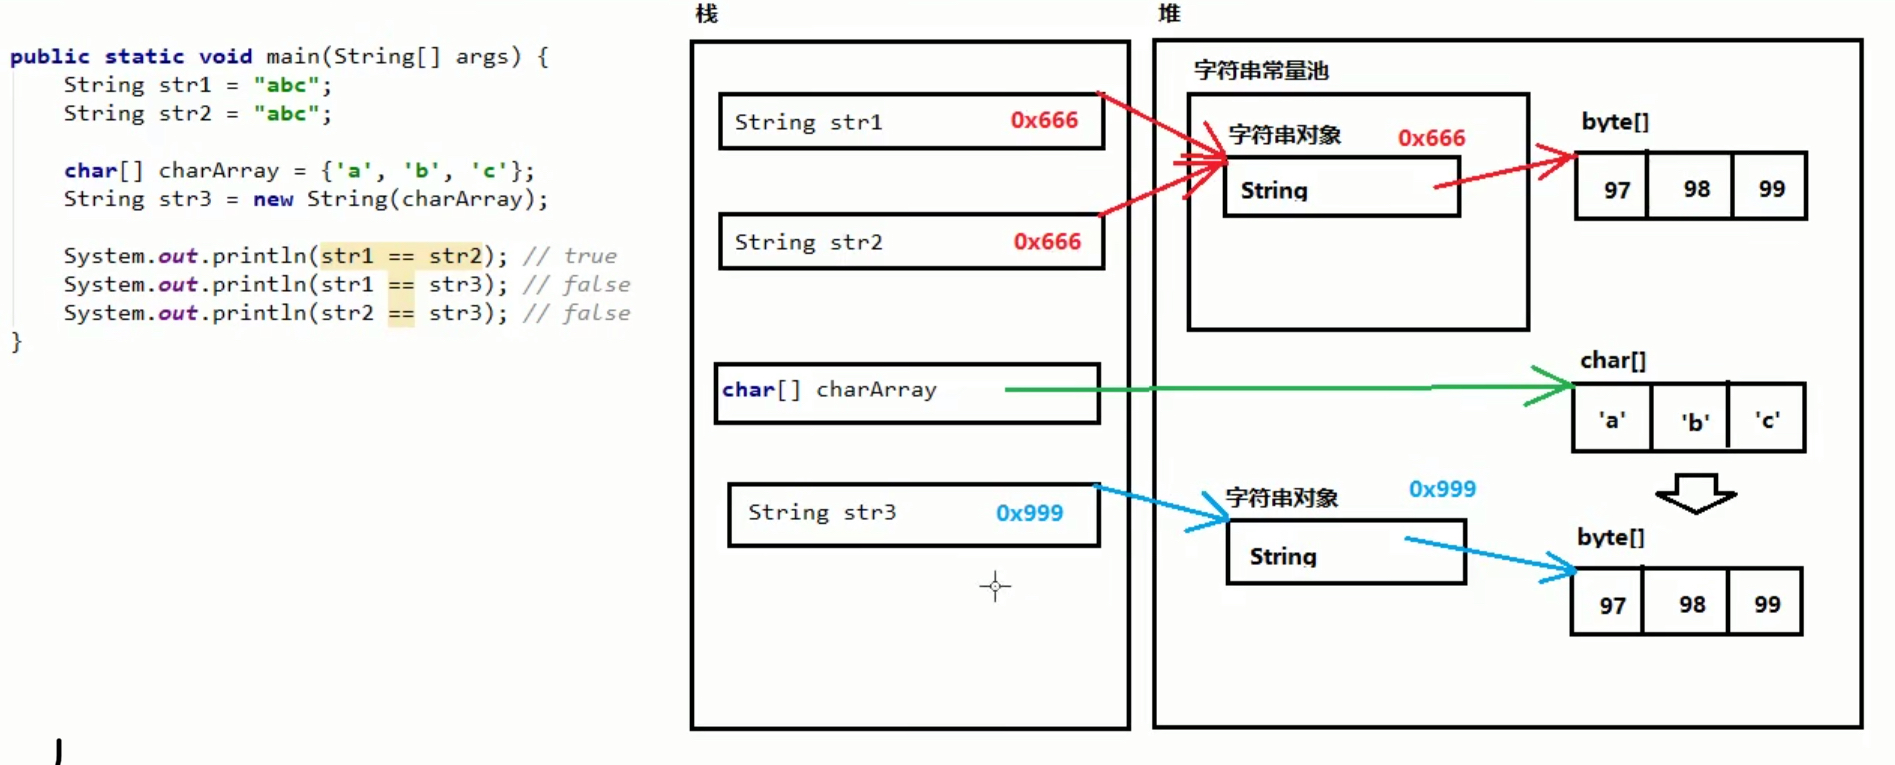 public static void main(String[] args) {
String str1 = "abc";
String str2 = "abc";
char[] charArray = {'a', 'b', 'c'};
String str3 = new String(charArray);
System.out.println(str1 == str2); // true
System.out.println(str1 == str3); // false
System.out.println(str2 == str3); // false
}
栈
String str1 0x666
String str2 0x666
char[] charArray
String str3 0x999
堆
字符串常量池
字符串对象 0x666
String
byte[]
97 98 99
char[]
'a' 'b' 'c'
字符串对象 0x999
String
byte[]
97 98 99